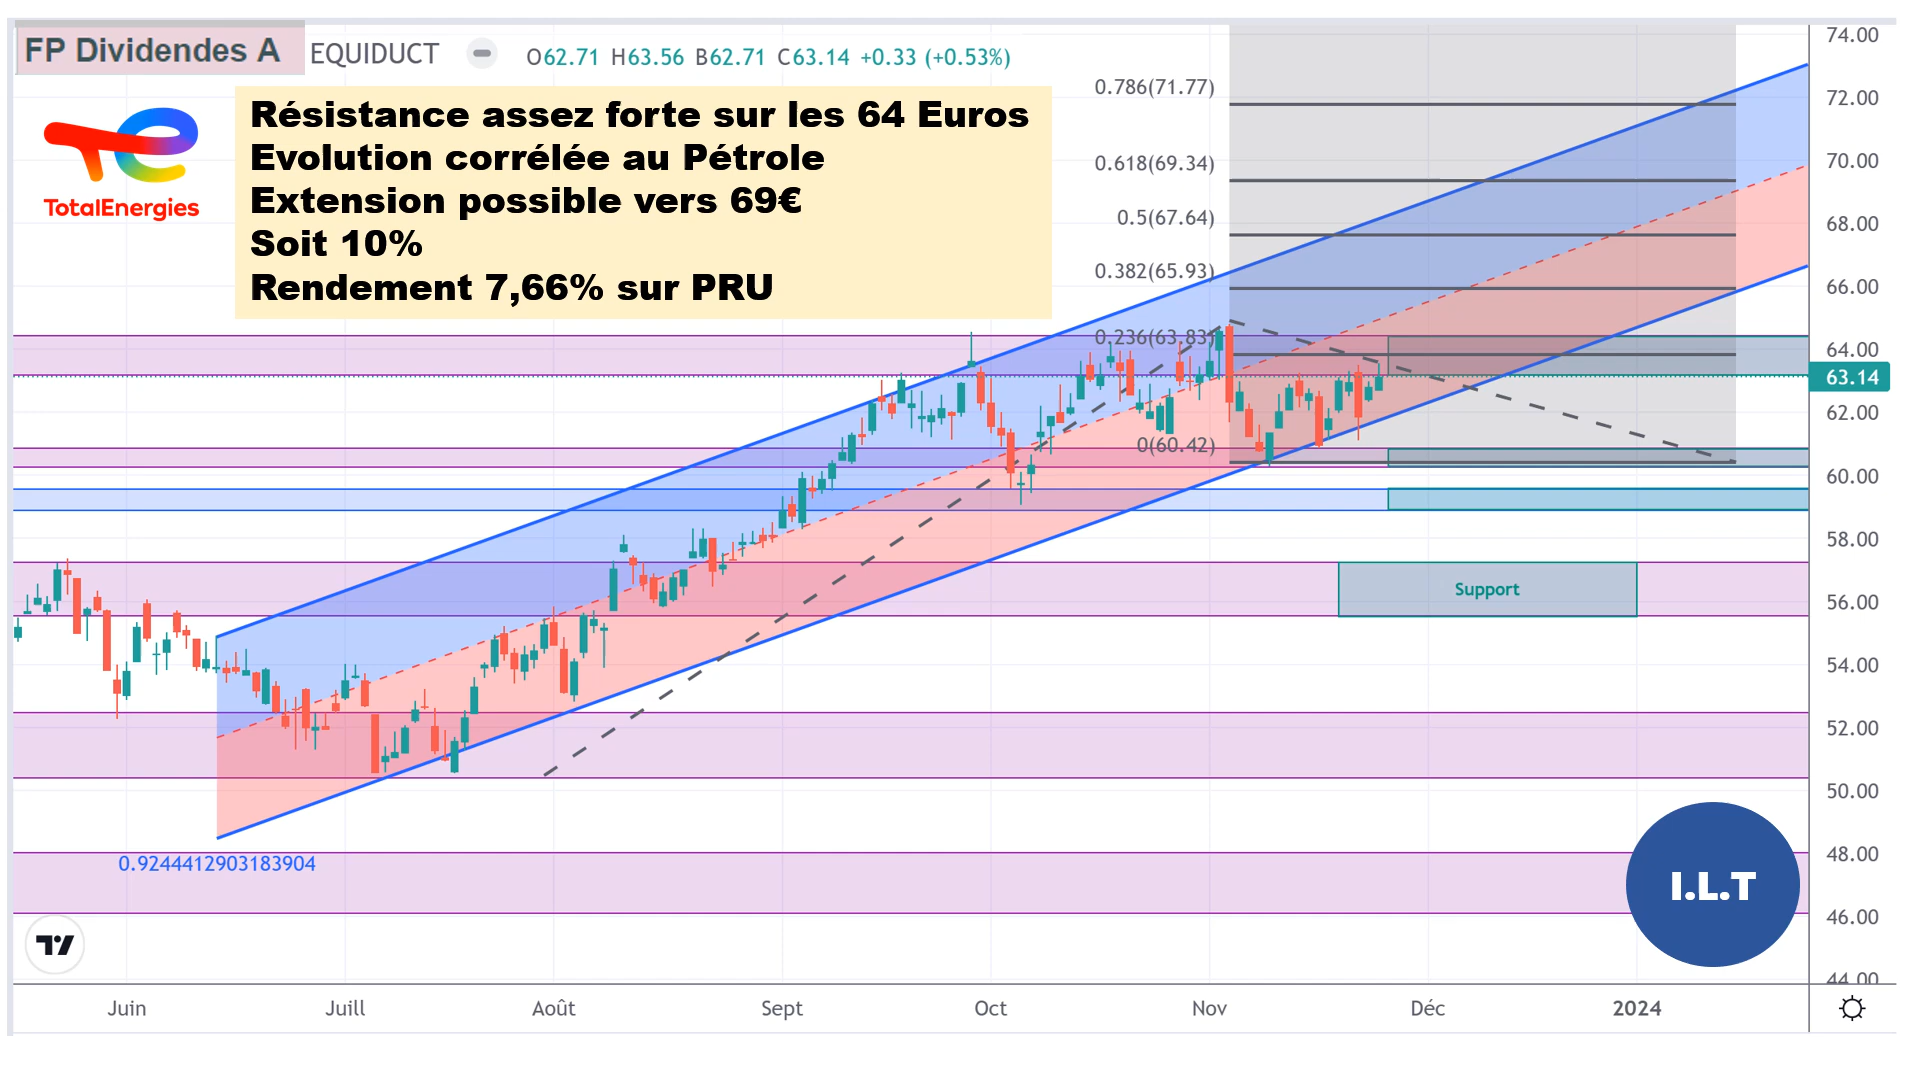 FP Dividendes A EQUIDUCT O62.71 H63.56 B62.71 C63.14 +0.33 (+0.53%)
TotalEnergies
Résistance assez forte sur les 64 Euros
Evolution corrélée au Pétrole
Extension possible vers 69€
Soit 10%
Rendement 7,66% sur PRU
0.786(71.77)
0.618(69.34)
0.5(67.64)
0.382(65.93)
0.236(63.83)
0(60.42)
74.00
72.00
70.00
68.00
66.00
64.00
63.14
62.00
60.00
58.00
56.00
54.00
52.00
50.00
48.00
46.00
44.00
Support
0.9244412903183904
I.L.T
Juin Juill Août Sept Oct Nov Déc 2024